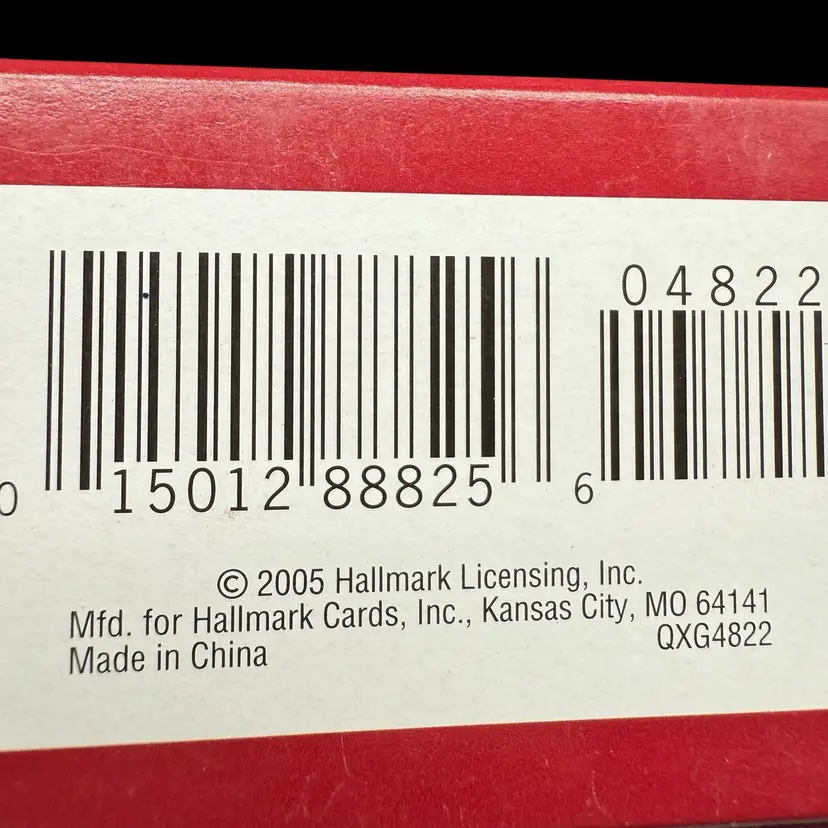 04822
0 15012 88825 6
© 2005 Hallmark Licensing, Inc.
Mfd. for Hallmark Cards, Inc., Kansas City, MO 64141
QXG4822
Made in China